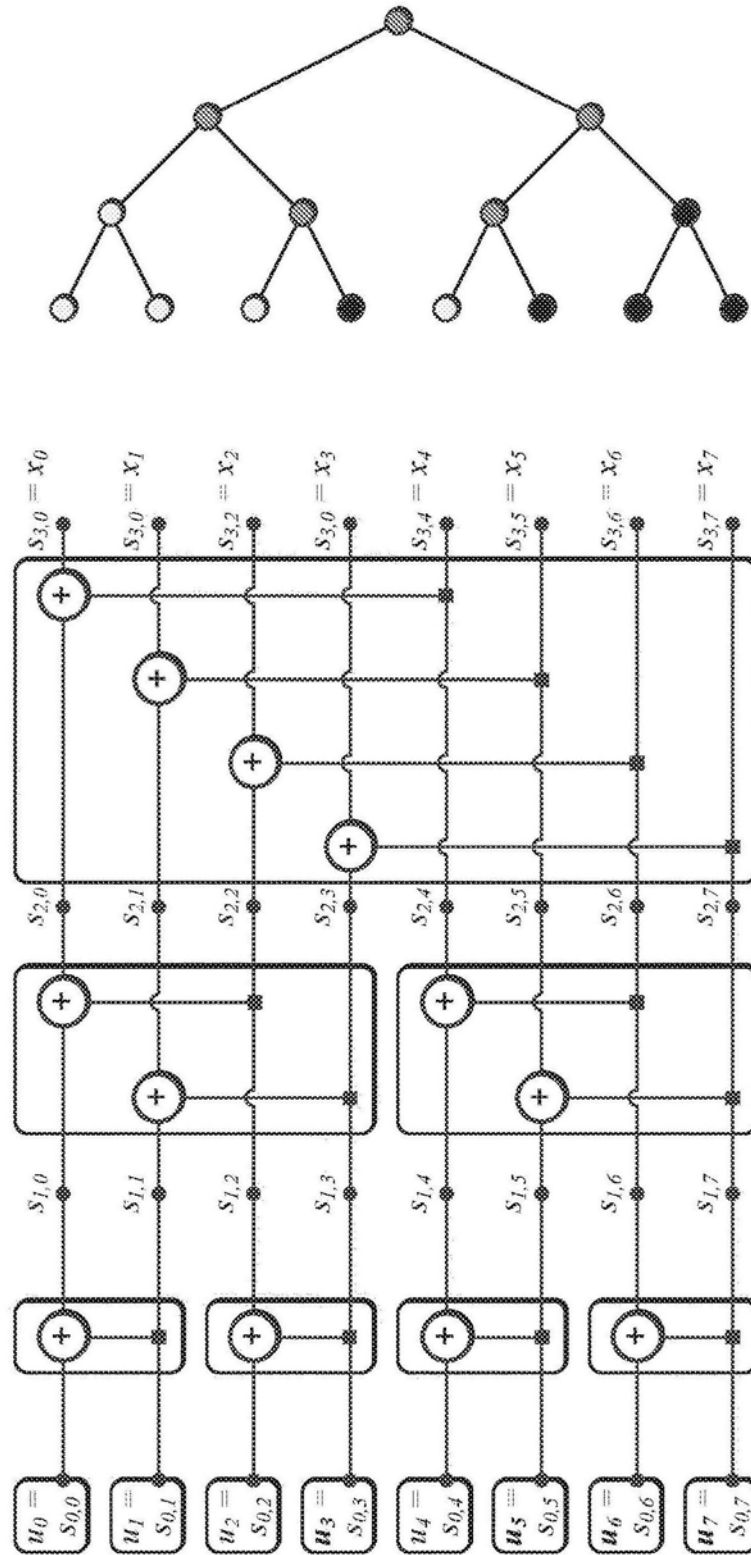 u0 = s0,0
u1 = s0,1
u2 = s0,2
u3 = s0,3
u4 = s0,4
u5 = s0,5
u6 = s0,6
u7 = s0,7
+
+
+
+
s1,0
s1,1
s1,2
s1,3
s1,4
s1,5
s1,6
s1,7
+
+
+
+
s2,0
s2,1
s2,2
s2,3
s2,4
s2,5
s2,6
s2,7
+
+
+
+
s3,0 = x0
s3,0 = x1
s3,2 = x2
s3,0 = x3
s3,4 = x4
s3,5 = x5
s3,6 = x6
s3,7 = x7